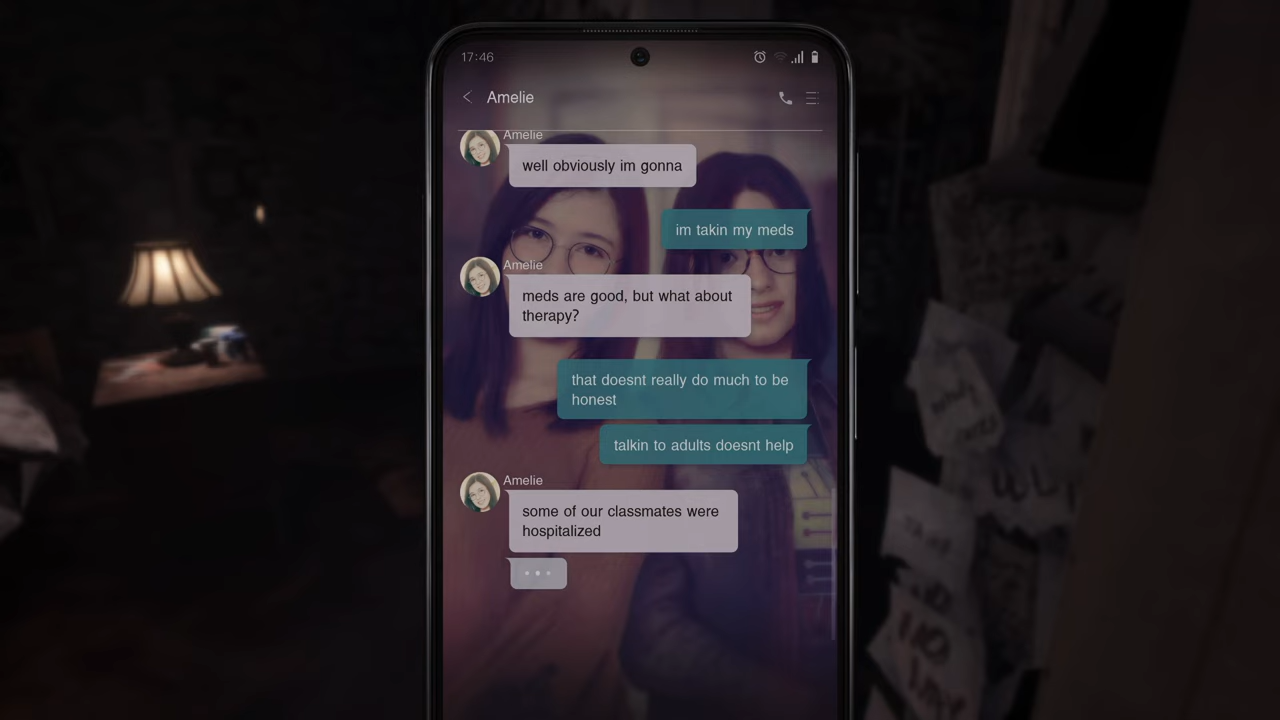 17:46
Amelie
Amelie
well obviously im gonna
im takin my meds
Amelie
meds are good, but what about
therapy?
that doesnt really do much to be
honest
talkin to adults doesnt help
Amelie
some of our classmates were
hospitalized
NO